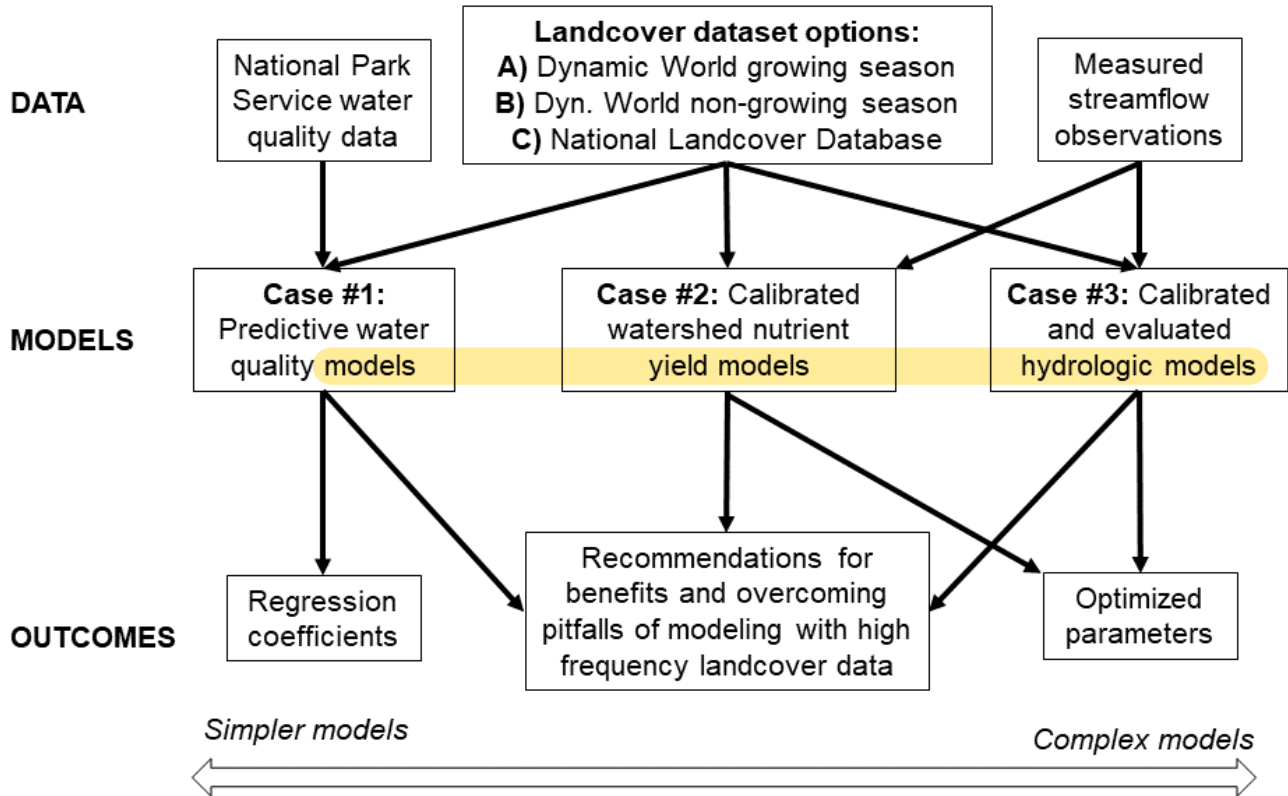 DATA
National Park
Service water
quality data
Landcover dataset options:
A) Dynamic World growing season
B) Dyn. World non-growing season
C) National Landcover Database
Measured
streamflow
observations
MODELS
Case #1:
Predictive water
quality models
Case #2: Calibrated
watershed nutrient
yield models
Case #3: Calibrated
and evaluated
hydrologic models
OUTCOMES
Regression
coefficients
Recommendations for
benefits and overcoming
pitfalls of modeling with high
frequency landcover data
Optimized
parameters
Simpler models
Complex models